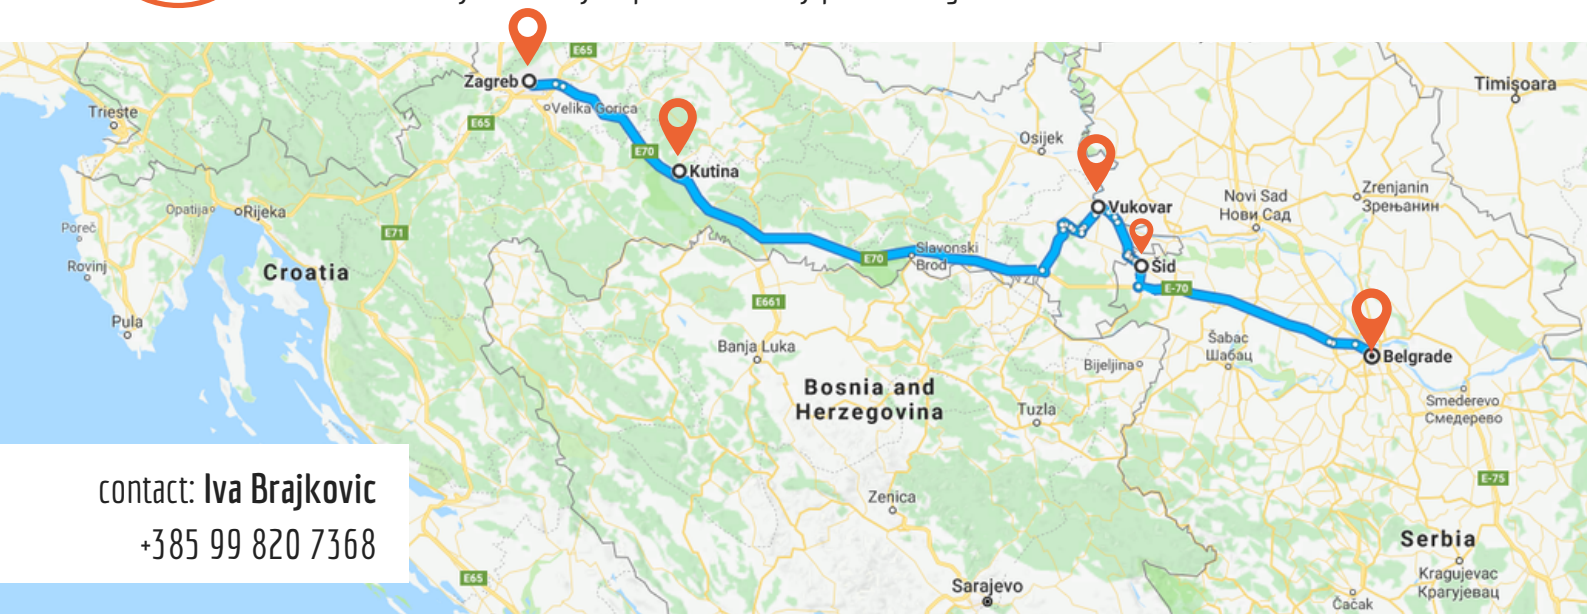 E65
Zagreb
Timișoara
Trieste
Velika Gorica
E65
Osijek
E70
Kutina
Zrenjanin
Зрењанин
Novi Sad
Нови Сад
Opatija
Rijeka
Vukovar
Poreč
E71
Slavonski
Brod
E70
Rovinj
Croatia
Šid
E-70
E661
Pula
Banja Luka
Šabac
Шабац
Belgrade
Bijeljina
Bosnia and
Herzegovina
Tuzla
Smederevo
Смедерево
contact: Iva Brajkovic
+385 99 820 7368
E-75
Zenica
Serbia
E65
Sarajevo
Kragujevac
Крагујевац
Čačak